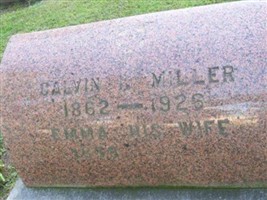 CALVIN MILLER
1862 — 1926
EMMA HIS WIFE